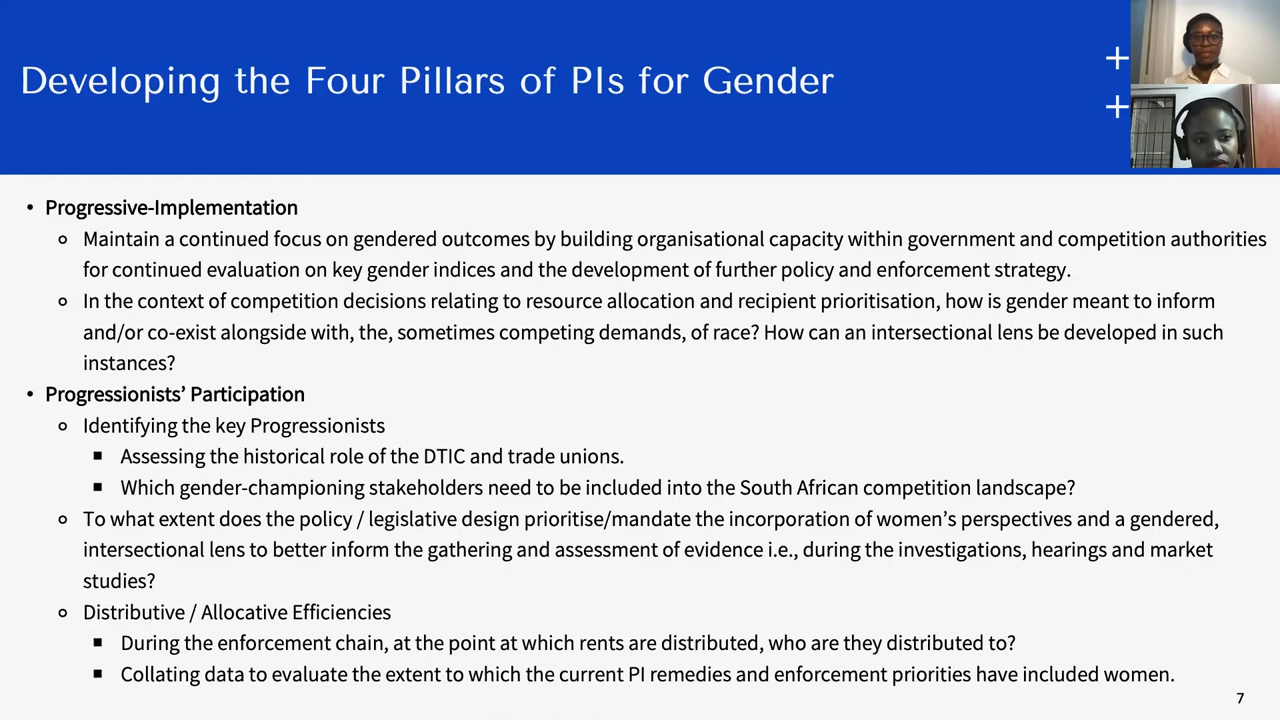 Developing the Four Pillars of PIs for Gender
• Progressive-Implementation
Maintain a continued focus on gendered outcomes by building organisational capacity within government and competition authorities
for continued evaluation on key gender indices and the development of further policy and enforcement strategy.
In the context of competition decisions relating to resource allocation and recipient prioritisation, how is gender meant to inform
and/or co-exist alongside with, the, sometimes competing demands, of race? How can an intersectional lens be developed in such
instances?
• Progressionists’ Participation
Identifying the key Progressionists
Assessing the historical role of the DTIC and trade unions.
Which gender-championing stakeholders need to be included into the South African competition landscape?
To what extent does the policy / legislative design prioritise/mandate the incorporation of women’s perspectives and a gendered,
intersectional lens to better inform the gathering and assessment of evidence i.e., during the investigations, hearings and market
studies?
Distributive / Allocative Efficiencies
During the enforcement chain, at the point at which rents are distributed, who are they distributed to?
Collating data to evaluate the extent to which the current PI remedies and enforcement priorities have included women.
7